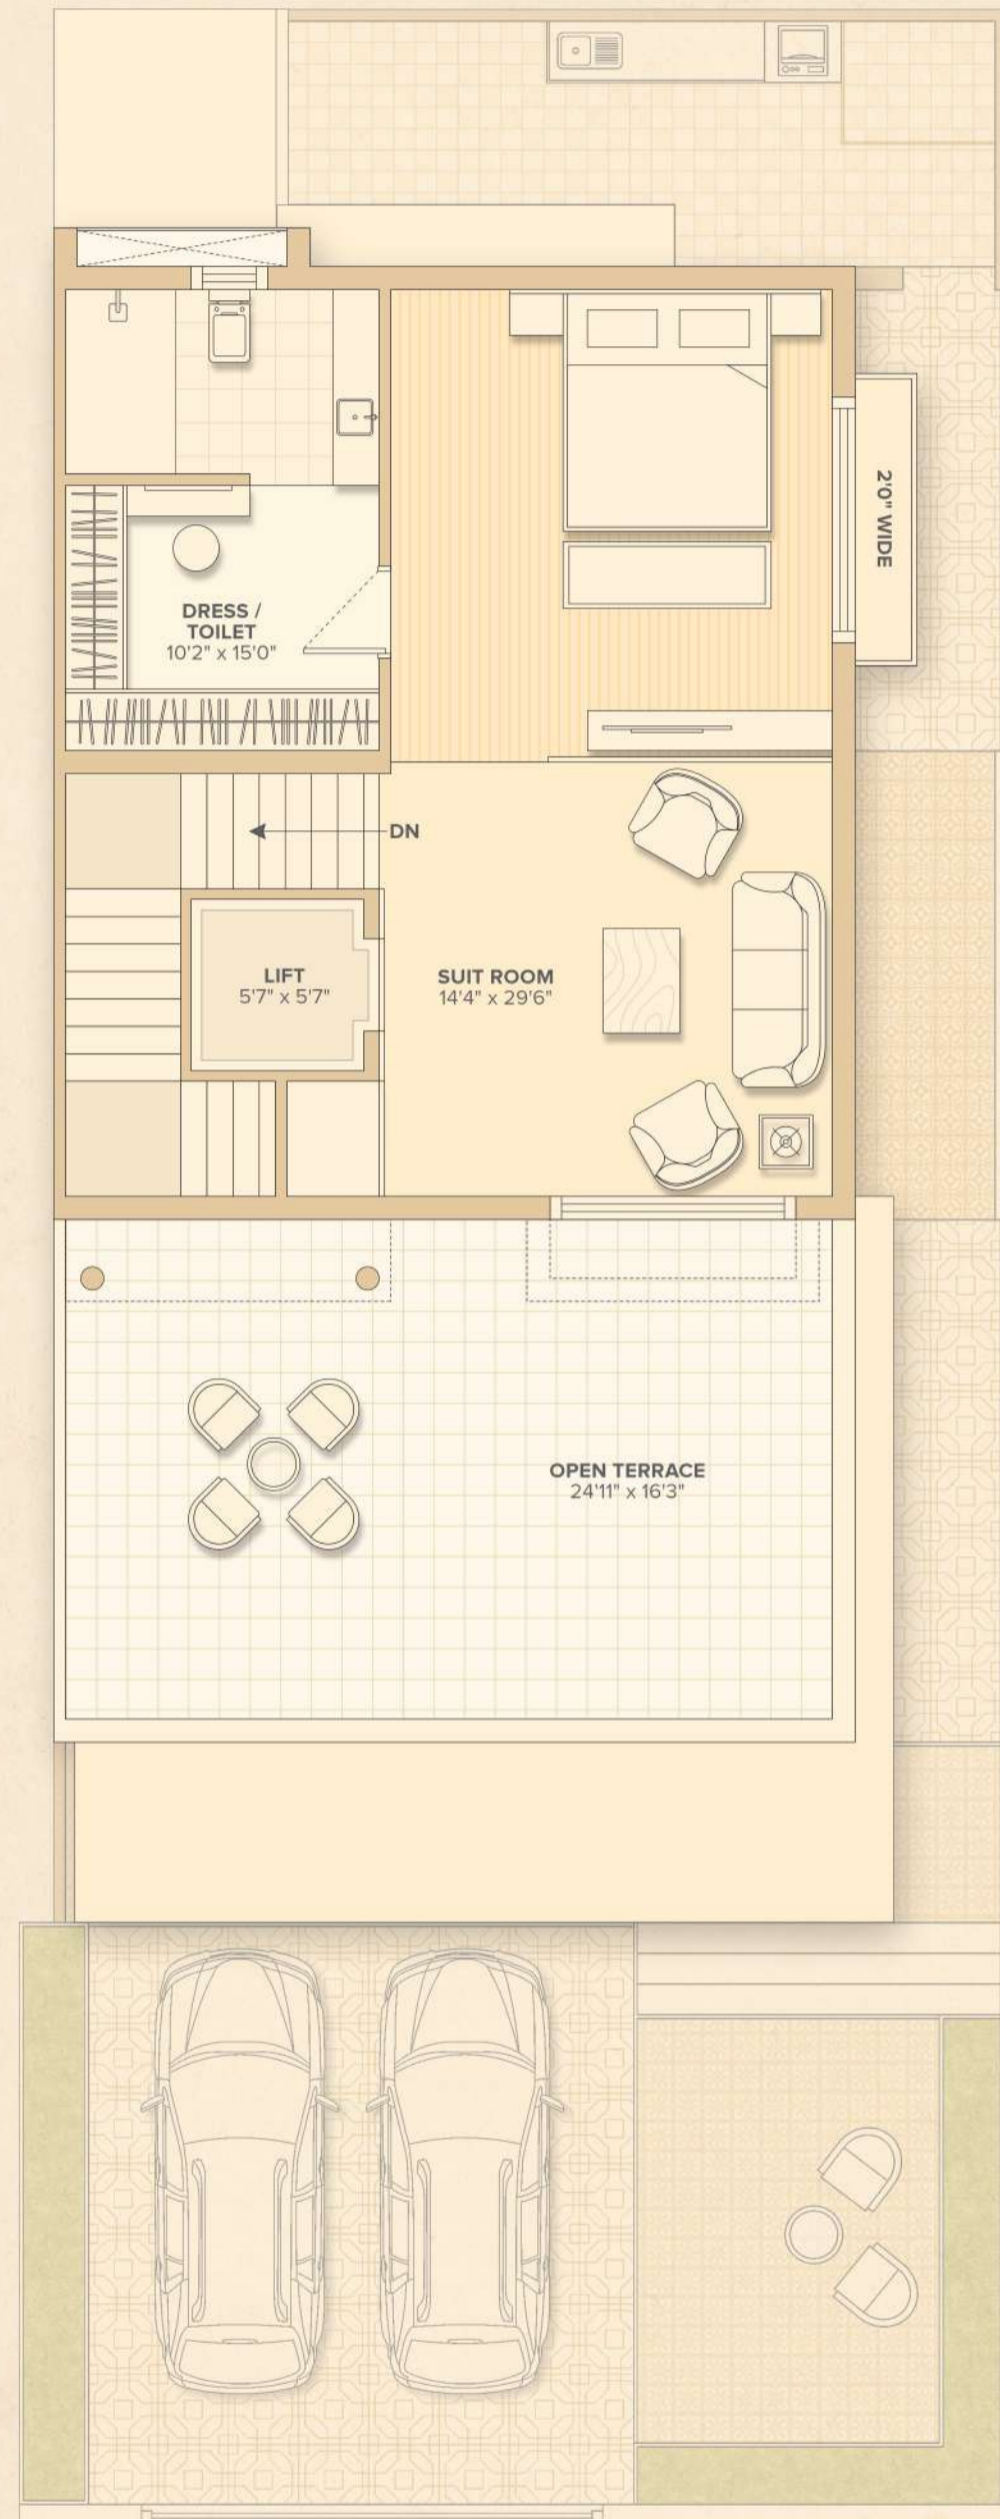 2'0" WIDE
DRESS /
TOILET
10'2" x 15'0"
DN
LIFT
5'7" x 5'7"
SUIT ROOM
14'4" x 29'6"
OPEN TERRACE
24'11" x 16'3"